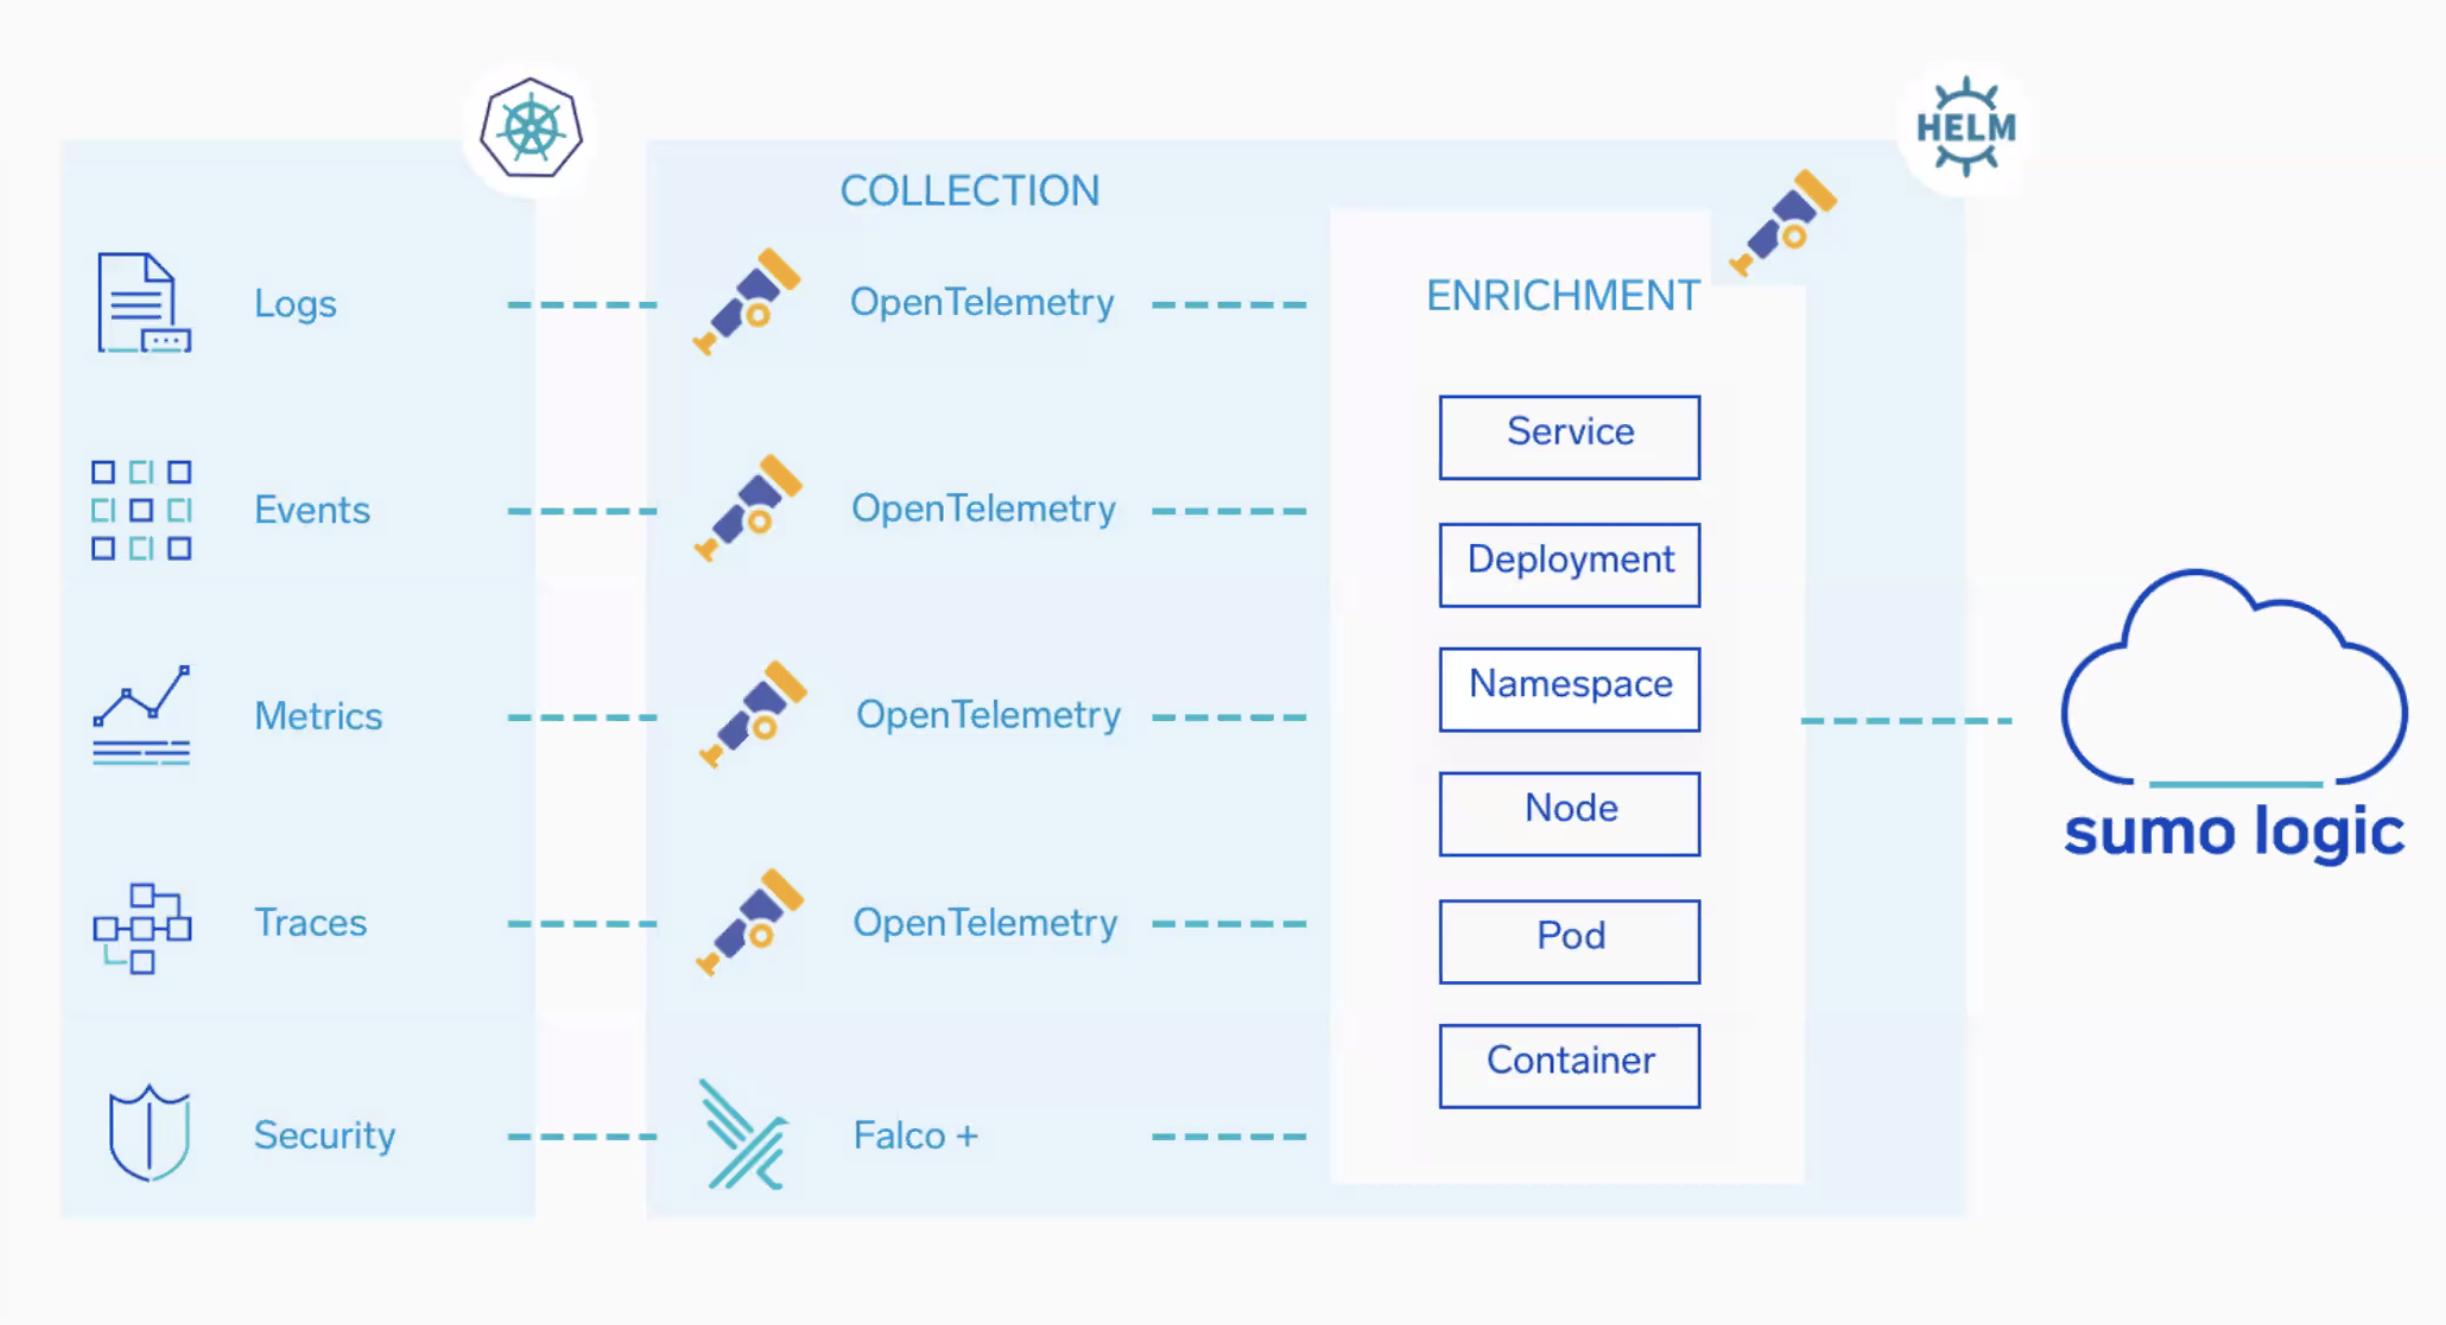 HELM
COLLECTION
Logs
OpenTelemetry
Events
OpenTelemetry
Metrics
OpenTelemetry
Traces
OpenTelemetry
Security
Falco +
ENRICHMENT
Service
Deployment
Namespace
Node
Pod
Container
sumo logic